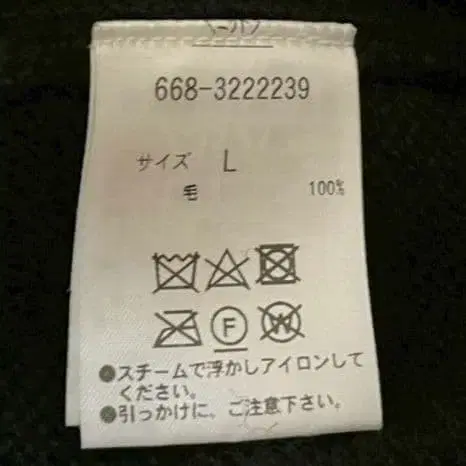 668-3222239
サイズ L
毛 100%
F
W
●スチームで浮かしアイロンして
ください。
●引っかけに、ご注意下さい。